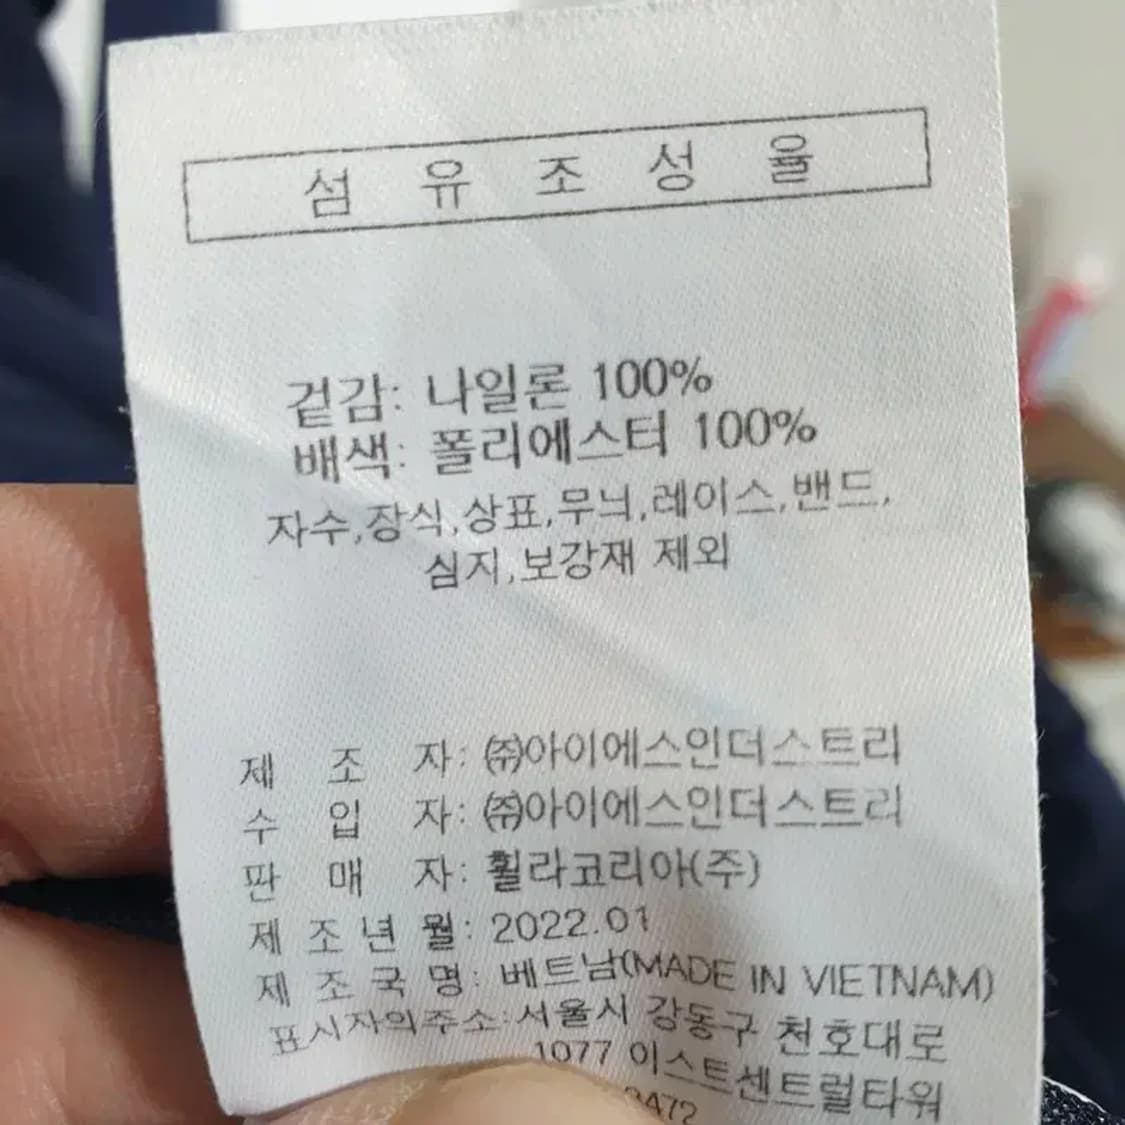 섬유조성율
겉감: 나일론 100%
배색: 폴리에스터 100%
자수,장식,상표,무늬,레이스,밴드,
심지,보강재 제외
제 조 자: ㈜아이에스인더스트리
수 입 자: ㈜아이에스인더스트리
판 매 자: 휠라코리아(주)
제 조 년 월: 2022.01
제 조 국 명: 베트남(MADE IN VIETNAM)
표시자의주소:서울시 강동구 천호대로
1077 이스트센트럴타워